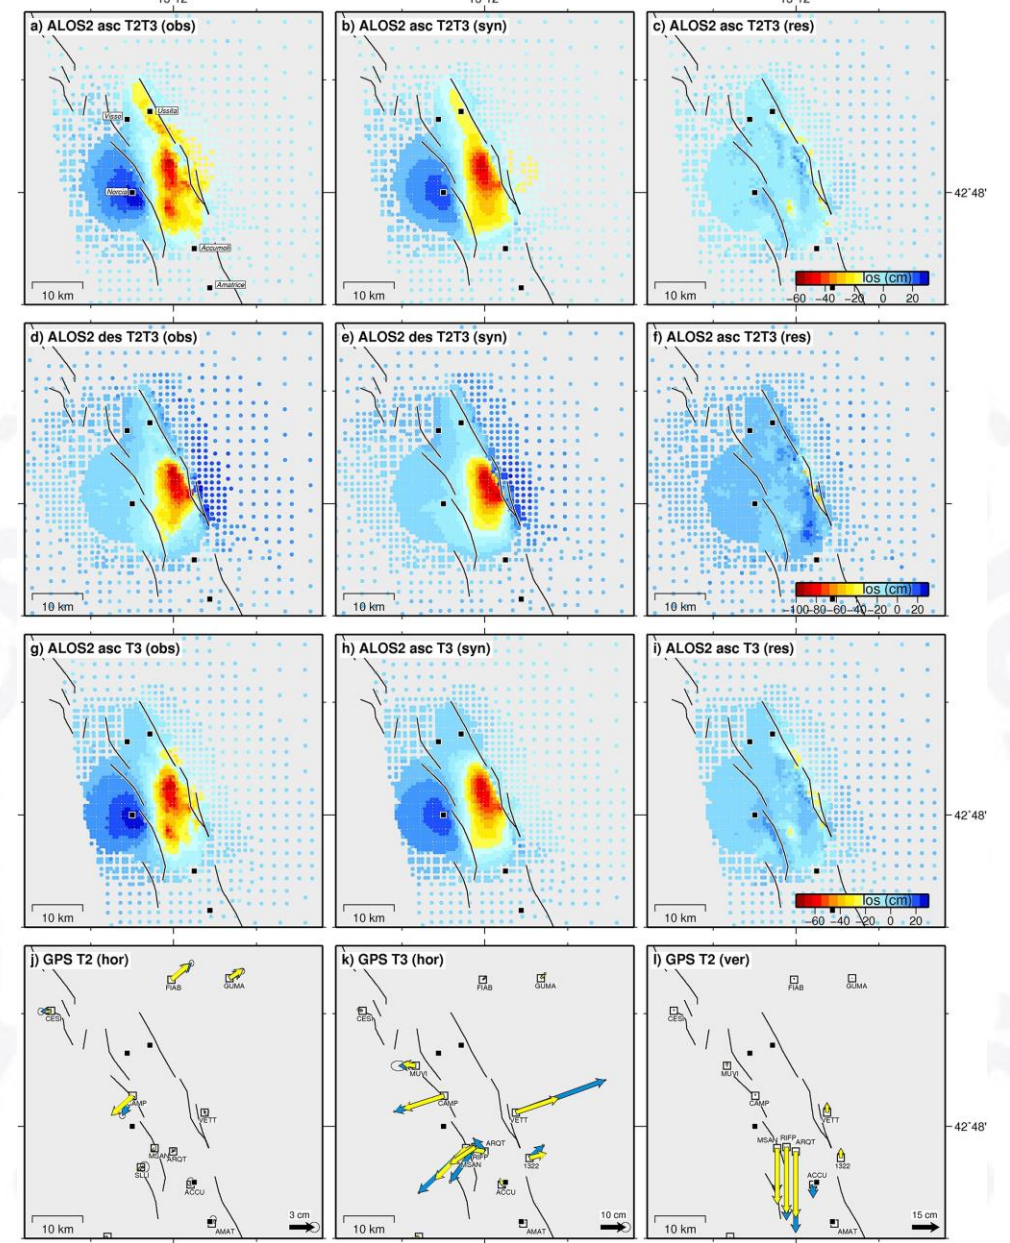 a) ALOS2 asc T2T3 (obs)
b) ALOS2 asc T2T3 (syn)
c) ALOS2 asc T2T3 (res)
Visso
Ussita
Norcia
42˚48'
Accumoli
Amatrice
10 km
10 km
10 km
los (cm)
−60 −40 −20 0 20
d) ALOS2 des T2T3 (obs)
e) ALOS2 des T2T3 (syn)
f) ALOS2 asc T2T3 (res)
10 km
10 km
10 km
los (cm)
−100−80−60−40−20 0 20
g) ALOS2 asc T3 (obs)
h) ALOS2 asc T3 (syn)
i) ALOS2 asc T3 (res)
42˚48'
10 km
10 km
10 km
los (cm)
−60 −40 −20 0 20
j) GPS T2 (hor)
k) GPS T3 (hor)
l) GPS T2 (ver)
FIAB
GUMA
CESI
CAMP
VETT
MSAN
ARQT
SLLI
ACCU
AMAT
10 km
3 cm
FIAB
GUMA
CESI
MUVI
CAMP
VETT
ARQT
RIFP
MSAN
1322
ACCU
10 km
10 cm
FIAB
GUMA
CESI
MUVI
CAMP
VETT
42˚48'
MSAN
RIFP
ARQT
1322
ACCU
AMAT
10 km
15 cm